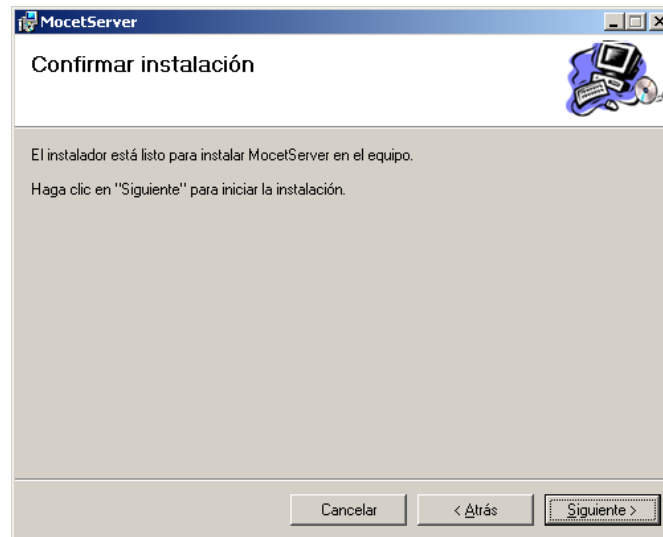 MocetServer
Confirmar instalación
El instalador está listo para instalar MocetServer en el equipo.
Haga clic en "Siguiente" para iniciar la instalación.
Cancelar
< Atrás
Siguiente >